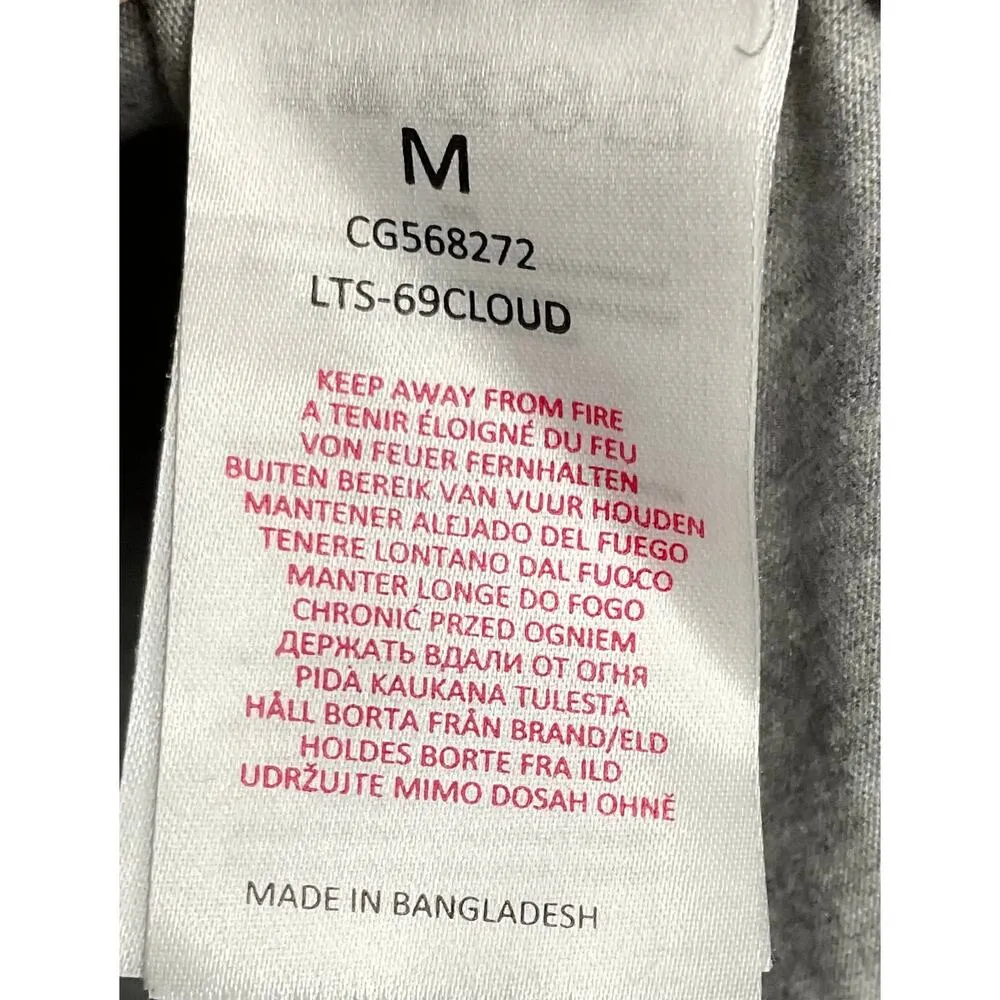 M
CG568272
LTS-69CLOUD
KEEP AWAY FROM FIRE
A TENIR ÉLOIGNÉ DU FEU
VON FEUER FERNHALTEN
BUITEN BEREIK VAN VUUR HOUDEN
MANTENER ALEJADO DEL FUEGO
TENERE LONTANO DAL FUOCO
MANTER LONGE DO FOGO
CHRONIĆ PRZED OGNIEM
ДЕРЖАТЬ ВДАЛИ ОТ ОГНЯ
PIDÀ KAUKANA TULESTA
HÅLL BORTA FRÅN BRAND/ELD
HOLDES BORTE FRA ILD
UDRŽUJTE MIMO DOSAH OHNĚ
MADE IN BANGLADESH